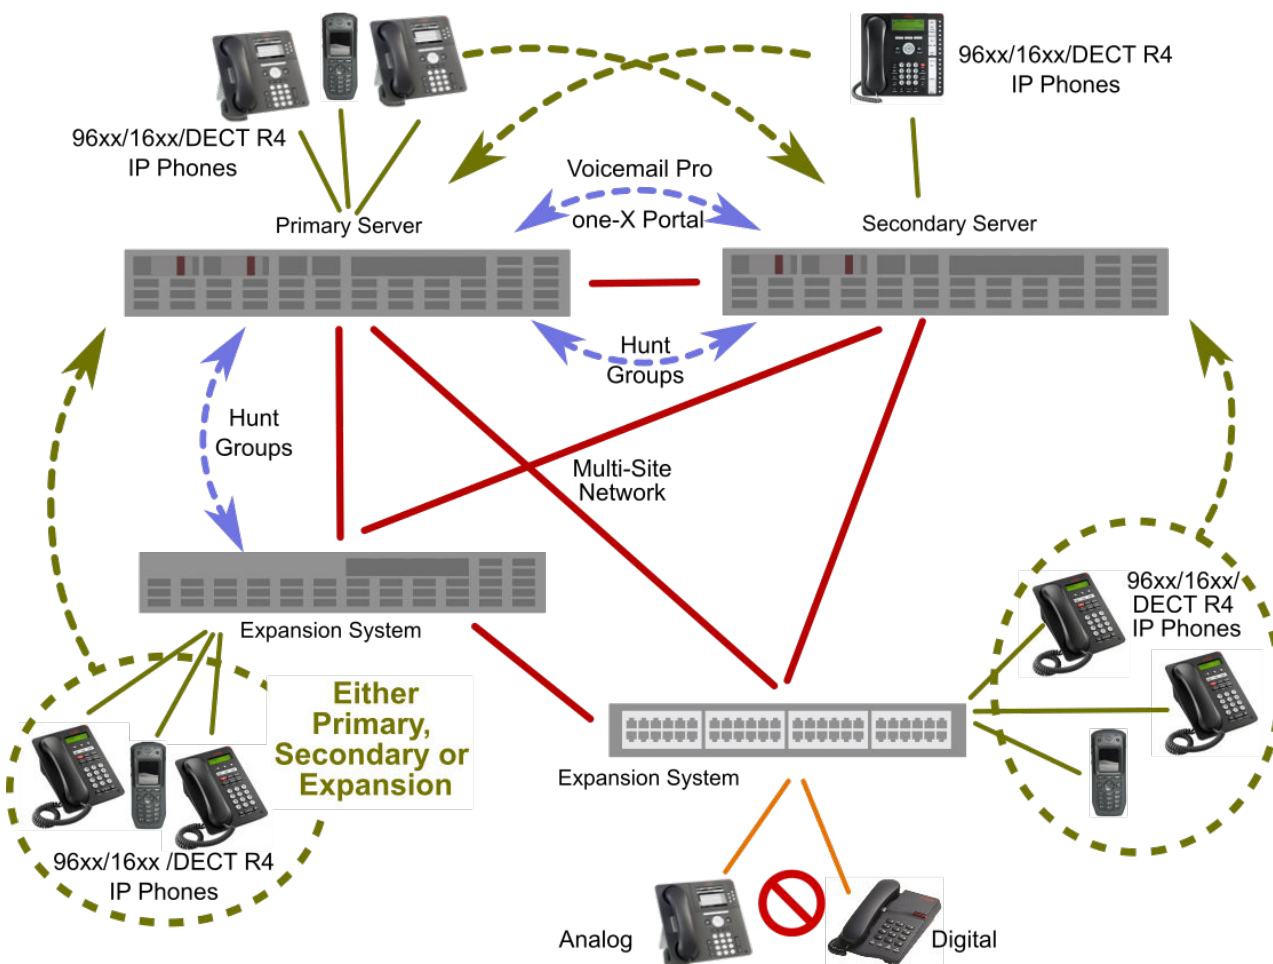 96xx/16xx/DECT R4
IP Phones
96xx/16xx/DECT R4
IP Phones
Voicemail Pro
one-X Portal
Primary Server
Secondary Server
Hunt
Groups
Hunt
Groups
Multi-Site
Network
Expansion System
96xx/16xx/
DECT R4
IP Phones
Either
Primary,
Secondary or
Expansion
Expansion System
96xx/16xx /DECT R4
IP Phones
Analog
Digital